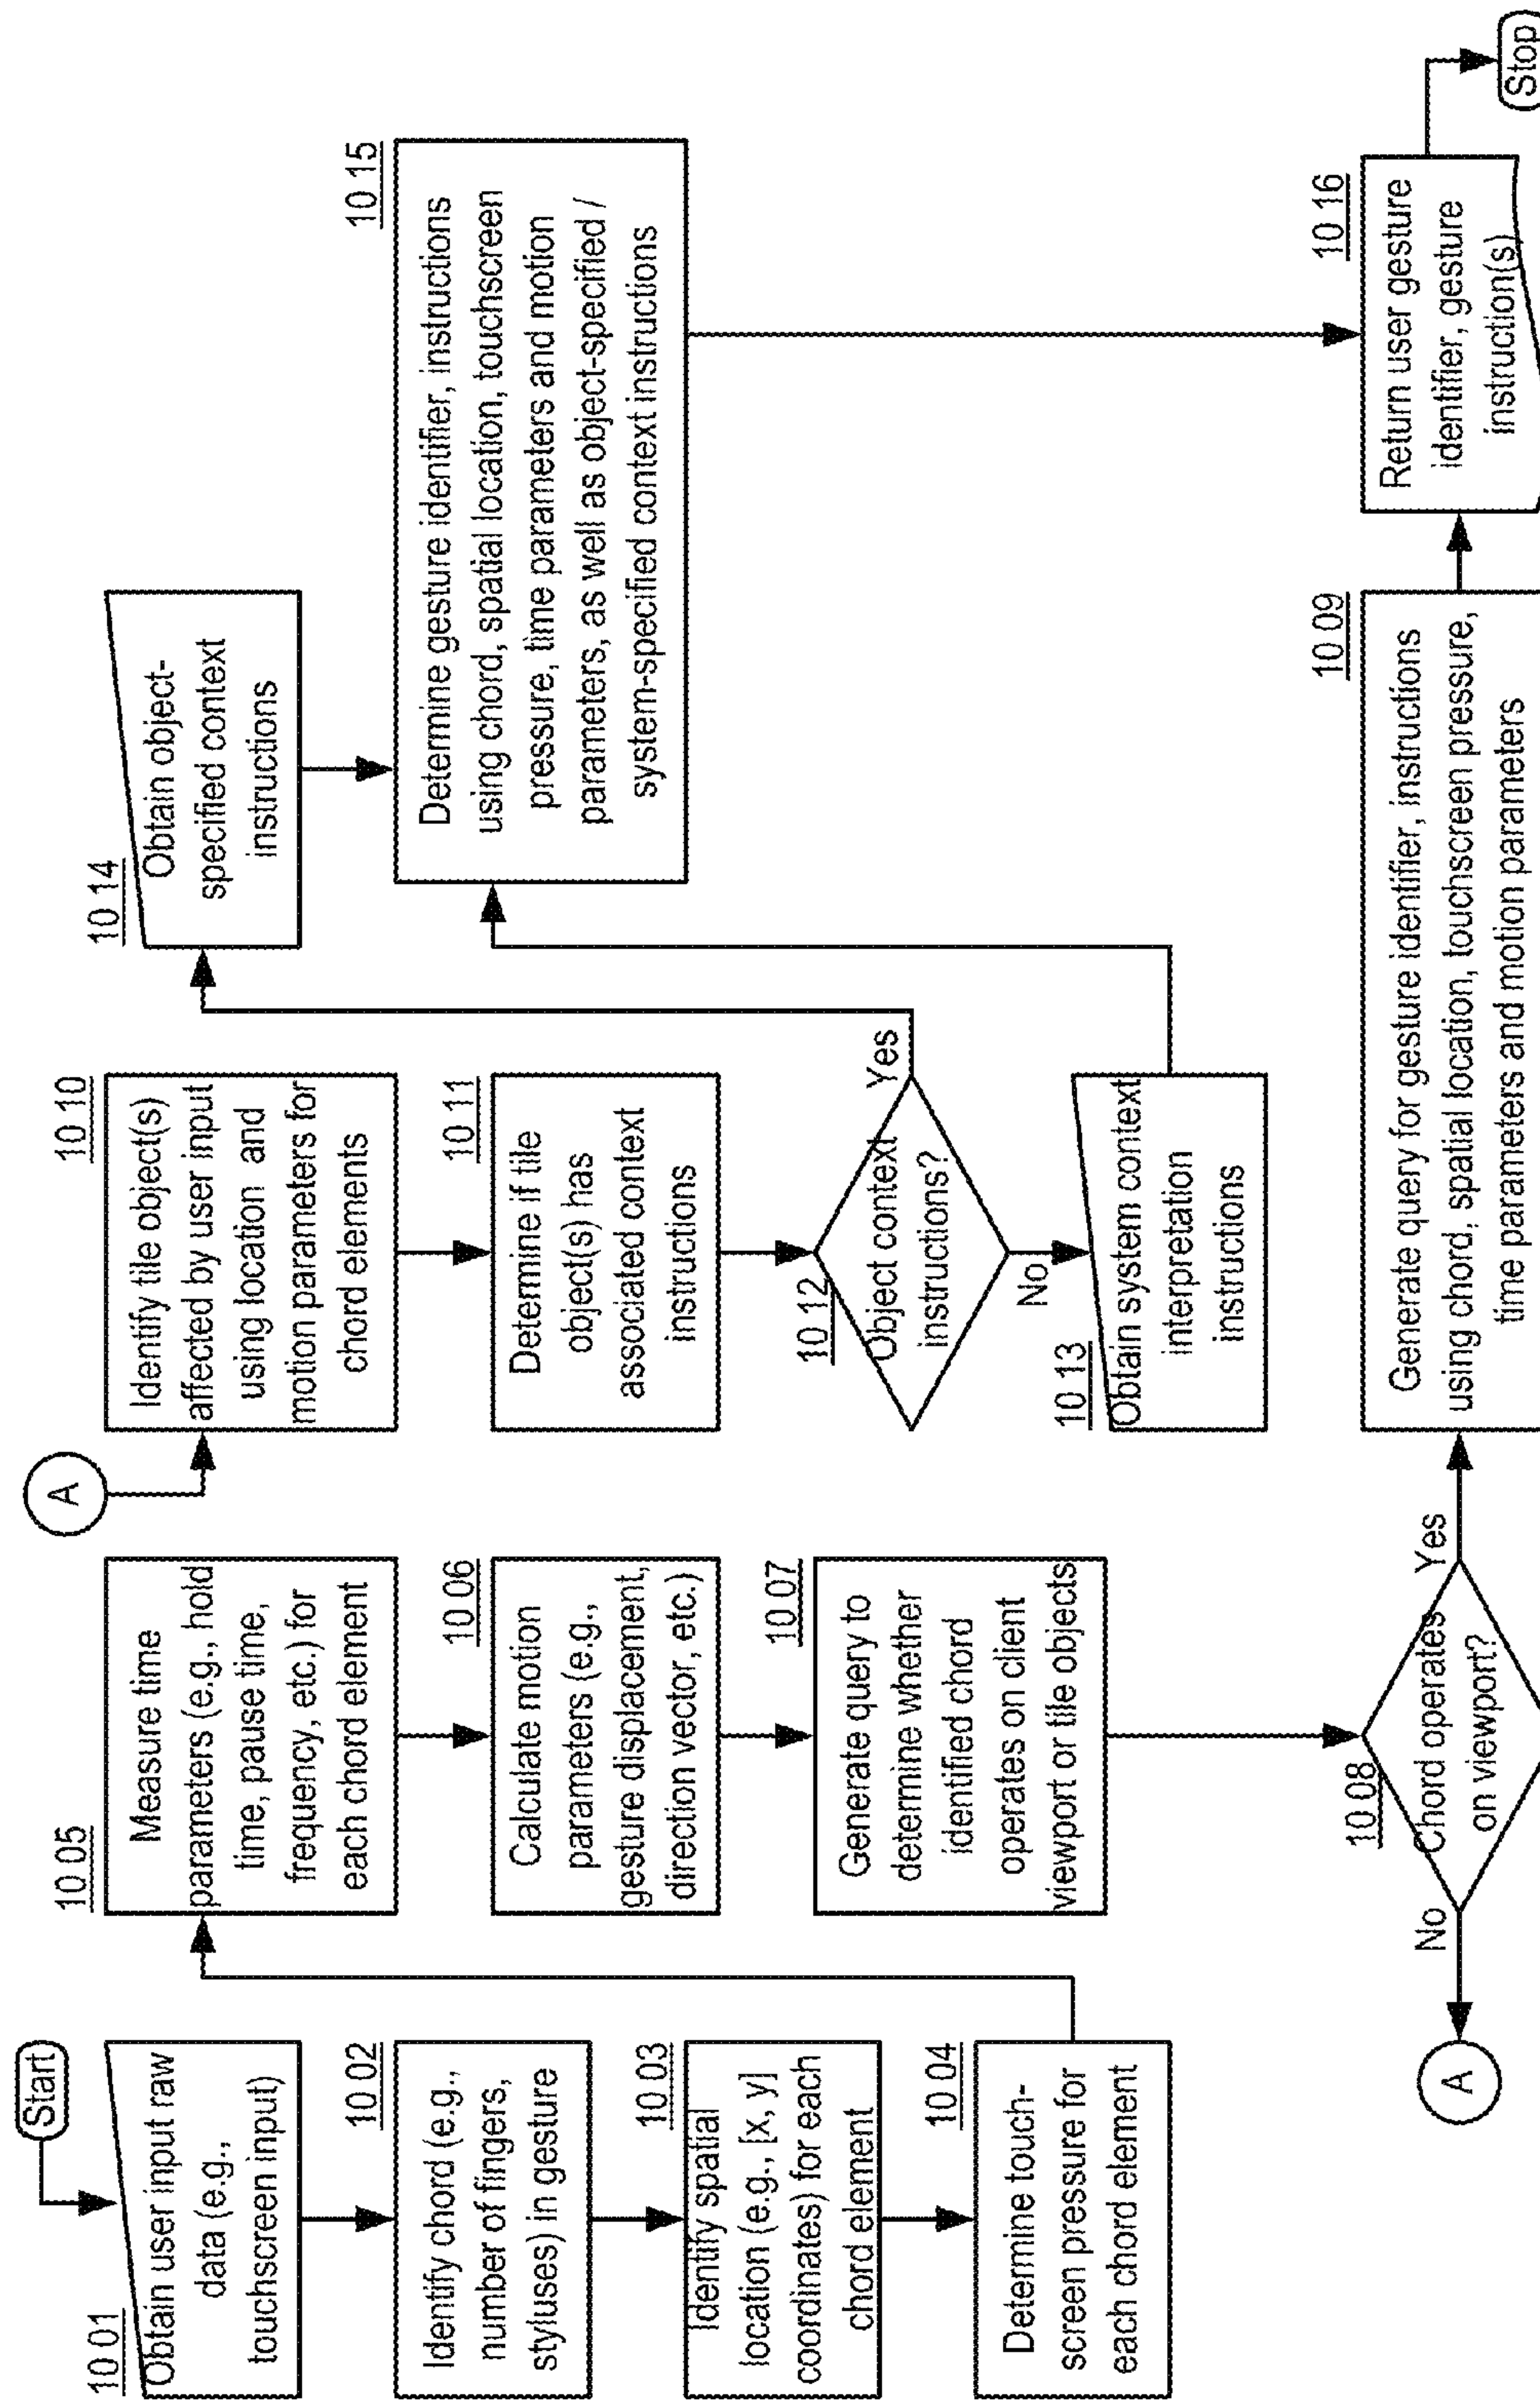 Start
10 01
Obtain user input raw
data (e.g.,
touchscreen input)
10 02
Identify chord (e.g.,
number of fingers,
styluses) in gesture
10 03
Identify spatial
location (e.g., [x, y]
coordinates) for each
chord element
10 04
Determine touch-
screen pressure for
each chord element
10 05
Measure time
parameters (e.g., hold
time, pause time,
frequency, etc.) for
each chord element
10 06
Calculate motion
parameters (e.g.,
gesture displacement,
direction vector, etc.)
10 07
Generate query to
determine whether
identified chord
operates on client
viewport or tile objects
10 08
Chord operates
on viewport?
No
Yes
A
10 09
Generate query for gesture identifier, instructions
using chord, spatial location, touchscreen pressure,
time parameters and motion parameters
A
10 10
Identify tile object(s)
affected by user input
using location and
motion parameters for
chord elements
10 11
Determine if tile
object(s) has
associated context
instructions
10 12
Object context
instructions?
Yes
No
10 13
Obtain system context
interpretation
instructions
10 14
Obtain object-
specified context
instructions
10 15
Determine gesture identifier, instructions
using chord, spatial location, touchscreen
pressure, time parameters and motion
parameters, as well as object-specified /
system-specified context instructions
10 16
Return user gesture
identifier, gesture
instruction(s)
Stop